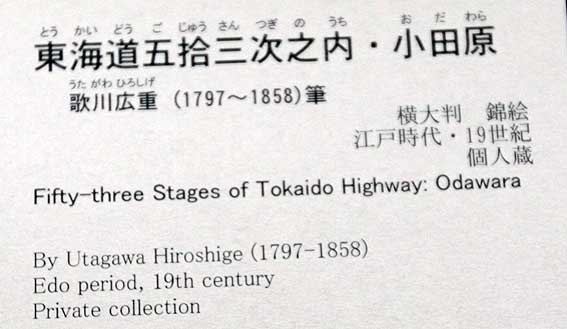 とう かい どう ご じゅう さん つぎ の うち お だ わら
東海道五拾三次之内・小田原
うた がわ ひろ しげ
歌川広重 (1797～1858)筆
横大判 錦絵
江戸時代・19世紀
個人蔵
Fifty-three Stages of Tokaido Highway: Odawara
By Utagawa Hiroshige (1797-1858)
Edo period, 19th century
Private collection